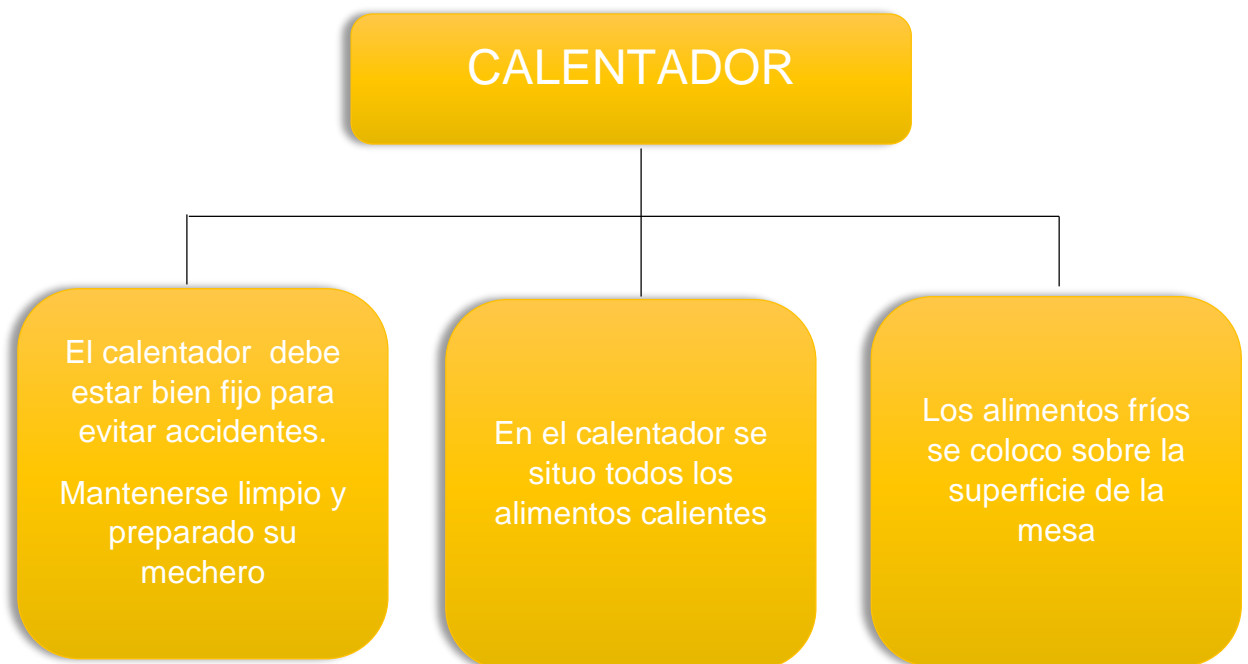 CALENTADOR
El calentador  debe
estar bien fijo para
evitar accidentes.
Mantenerse limpio y
preparado su
mechero
En el calentador se
situo todos los
alimentos calientes
Los alimentos fríos
se coloco sobre la
superficie de la
mesa